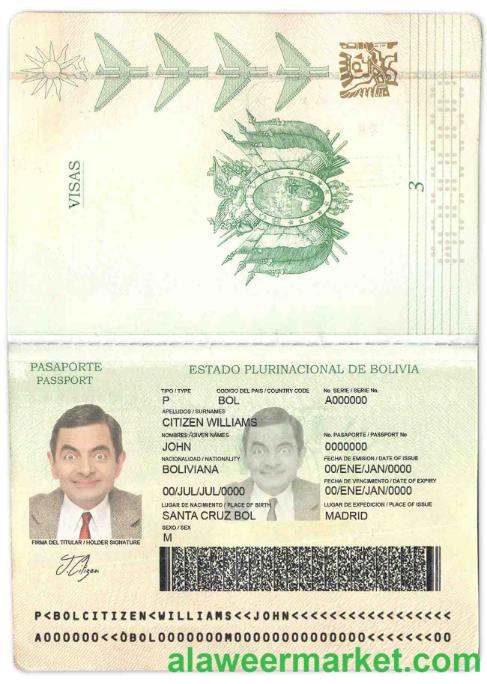 VISAS
3
PASAPORTE
PASSPORT
ESTADO PLURINACIONAL DE BOLIVIA
TIPO / TYPE
CODIGO DEL PAIS / COUNTRY CODE
No. SERIE / SERIE No.
P
BOL
A000000
APELLIDOS / SURNAMES
CITIZEN WILLIAMS
NOMBRES /GIVEN NAMES
No. PASAPORTE / PASSPORT No
JOHN
0000000
NACIONALIDAD / NATIONALITY
FECHA DE EMISION / DATE OF ISSUE
BOLIVIANA
00/ENE/JAN/0000
FECHA DE VENCIMIENTO / DATE OF EXPIRY
00/JUL/JUL/0000
00/ENE/JAN/0000
LUGAR DE NACIMIENTO / PLACE OF BIRTH
LUGAR DE EXPEDICION / PLACE OF ISSUE
SANTA CRUZ BOL
MADRID
SEXO / SEX
M
FIRMA DEL TITULAR / HOLDER SIGNATURE
J.Citizen
P<BOLCITIZEN<WILLIAMS<<JOHN<<<<<<<<<<<<<<<<<
alaweermarket.com